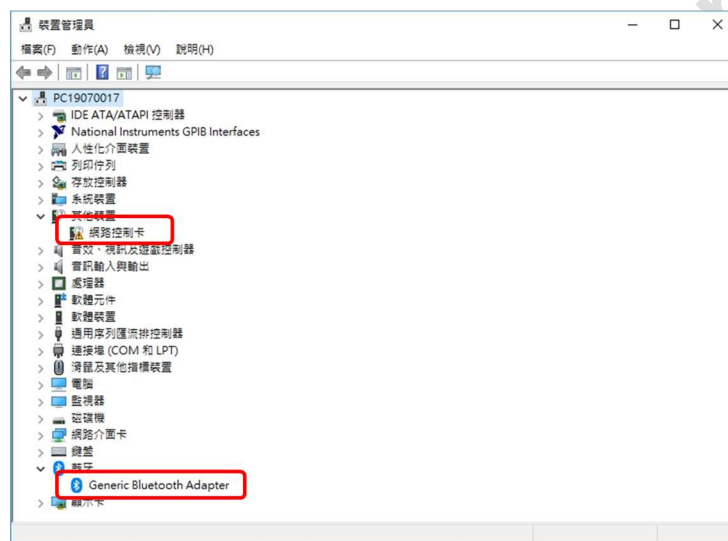 裝置管理員
檔案(F) 動作(A) 檢視(V) 說明(H)
PC19070017
IDE ATA/ATAPI 控制器
National Instruments GPIB Interfaces
人性化介面裝置
列印佇列
存放控制器
系統裝置
其他裝置
網路控制卡
音效、視訊及遊戲控制器
音訊輸入與輸出
處理器
軟體元件
軟體裝置
通用序列匯流排控制器
連接埠 (COM 和 LPT)
滑鼠及其他指標裝置
電腦
監視器
磁碟機
網路介面卡
鍵盤
藍牙
Generic Bluetooth Adapter
顯示卡